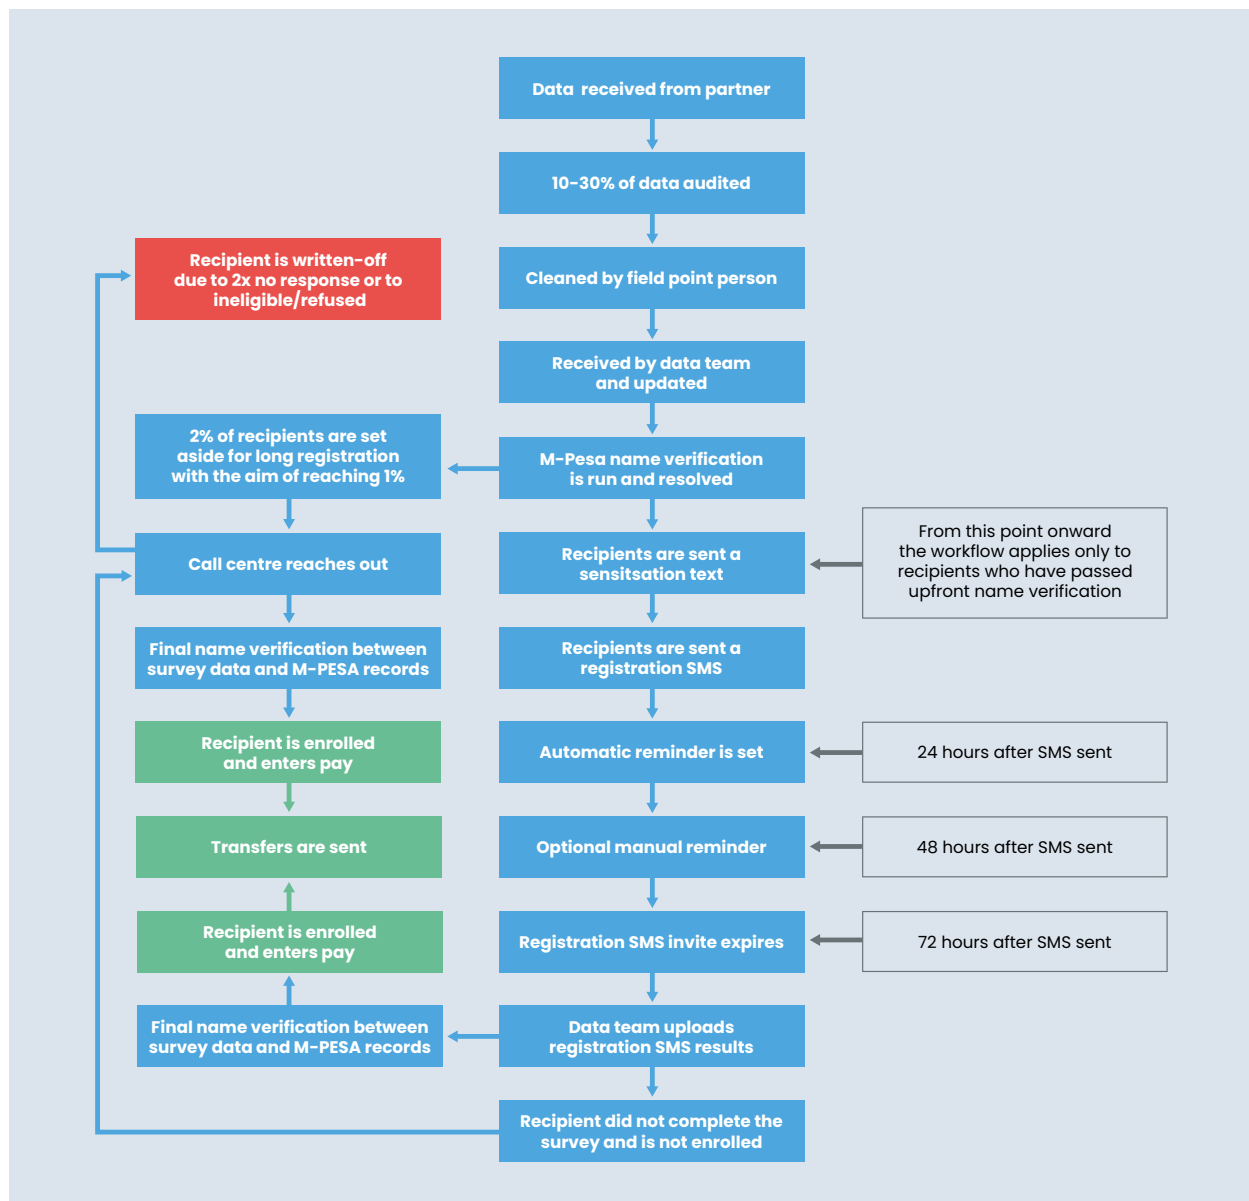 Data received from partner
10-30% of data audited
Cleaned by field point person
Received by data team
and updated
M-Pesa name verification
is run and resolved
Recipients are sent a
sensitsation text
Recipients are sent a
registration SMS
Automatic reminder is set
Optional manual reminder
Registration SMS invite expires
Data team uploads
registration SMS results
Recipient did not complete the
survey and is not enrolled
Recipient is written-off
due to 2x no response or to
ineligible/refused
2% of recipients are set
aside for long registration
with the aim of reaching 1%
Call centre reaches out
Final name verification between
survey data and M-PESA records
Recipient is enrolled
and enters pay
Transfers are sent
Recipient is enrolled
and enters pay
Final name verification between
survey data and M-PESA records
From this point onward
the workflow applies only to
recipients who have passed
upfront name verification
24 hours after SMS sent
48 hours after SMS sent
72 hours after SMS sent